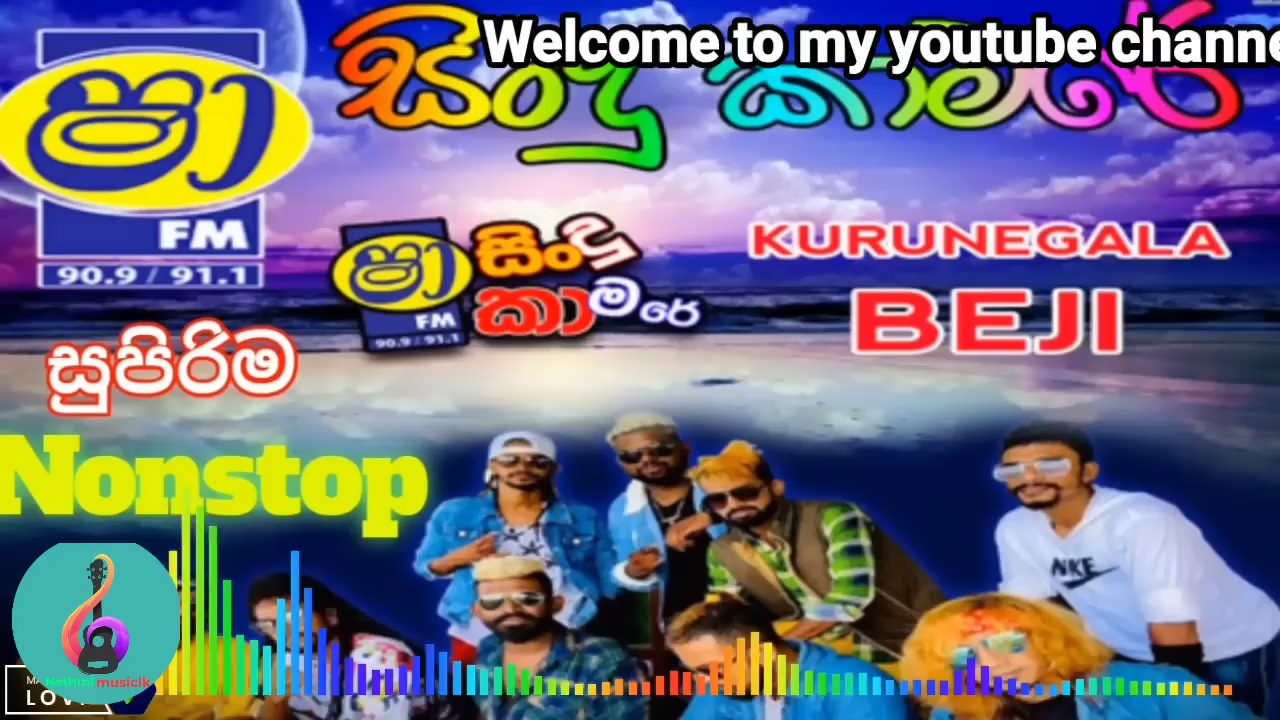 Welcome to my youtube channe
සිංදු කාමරේ
ෂා
FM
90.9 / 91.1
ෂා
FM
90.9 / 91.1
සිංදු
කාමරේ
KURUNEGALA
BEJI
සුපිරිම
Nonstop
NIKE
Nethmi musiclk
LOVE